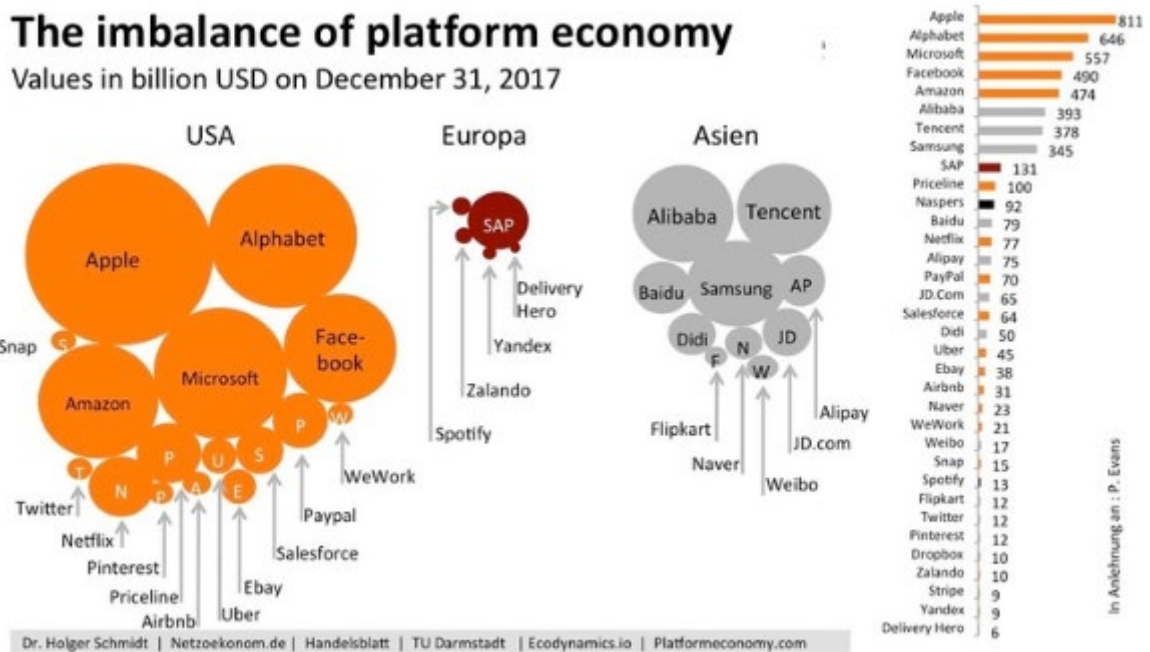 The imbalance of platform economy
Values in billion USD on December 31, 2017
USA
Europa
Asien
Apple
Alphabet
Snap
S
Amazon
Microsoft
Face-
book
T
N
P
P
A
U
S
E
P
W
Twitter
Netflix
Pinterest
Priceline
Airbnb
Uber
Ebay
Salesforce
Paypal
WeWork
SAP
Delivery
Hero
Yandex
Zalando
Spotify
Alibaba
Tencent
Baidu
Samsung
AP
Didi
F
N
W
JD
Flipkart
Naver
Weibo
JD.com
Alipay
Apple 811
Alphabet 646
Microsoft 557
Facebook 490
Amazon 474
Alibaba 393
Tencent 378
Samsung 345
SAP 131
Priceline 100
Naspers 92
Baidu 79
Netflix 77
Alipay 75
PayPal 70
JD.Com 65
Salesforce 64
Didi 50
Uber 45
Ebay 38
Airbnb 31
Naver 23
WeWork 21
Weibo 17
Snap 15
Spotify 13
Flipkart 12
Twitter 12
Pinterest 12
Dropbox 10
Zalando 10
Stripe 9
Yandex 9
Delivery Hero 6
In Anlehnung an : P. Evans
Dr. Holger Schmidt | Netzoekonom.de | Handelsblatt | TU Darmstadt | Ecodynamics.io | Platformeconomy.com